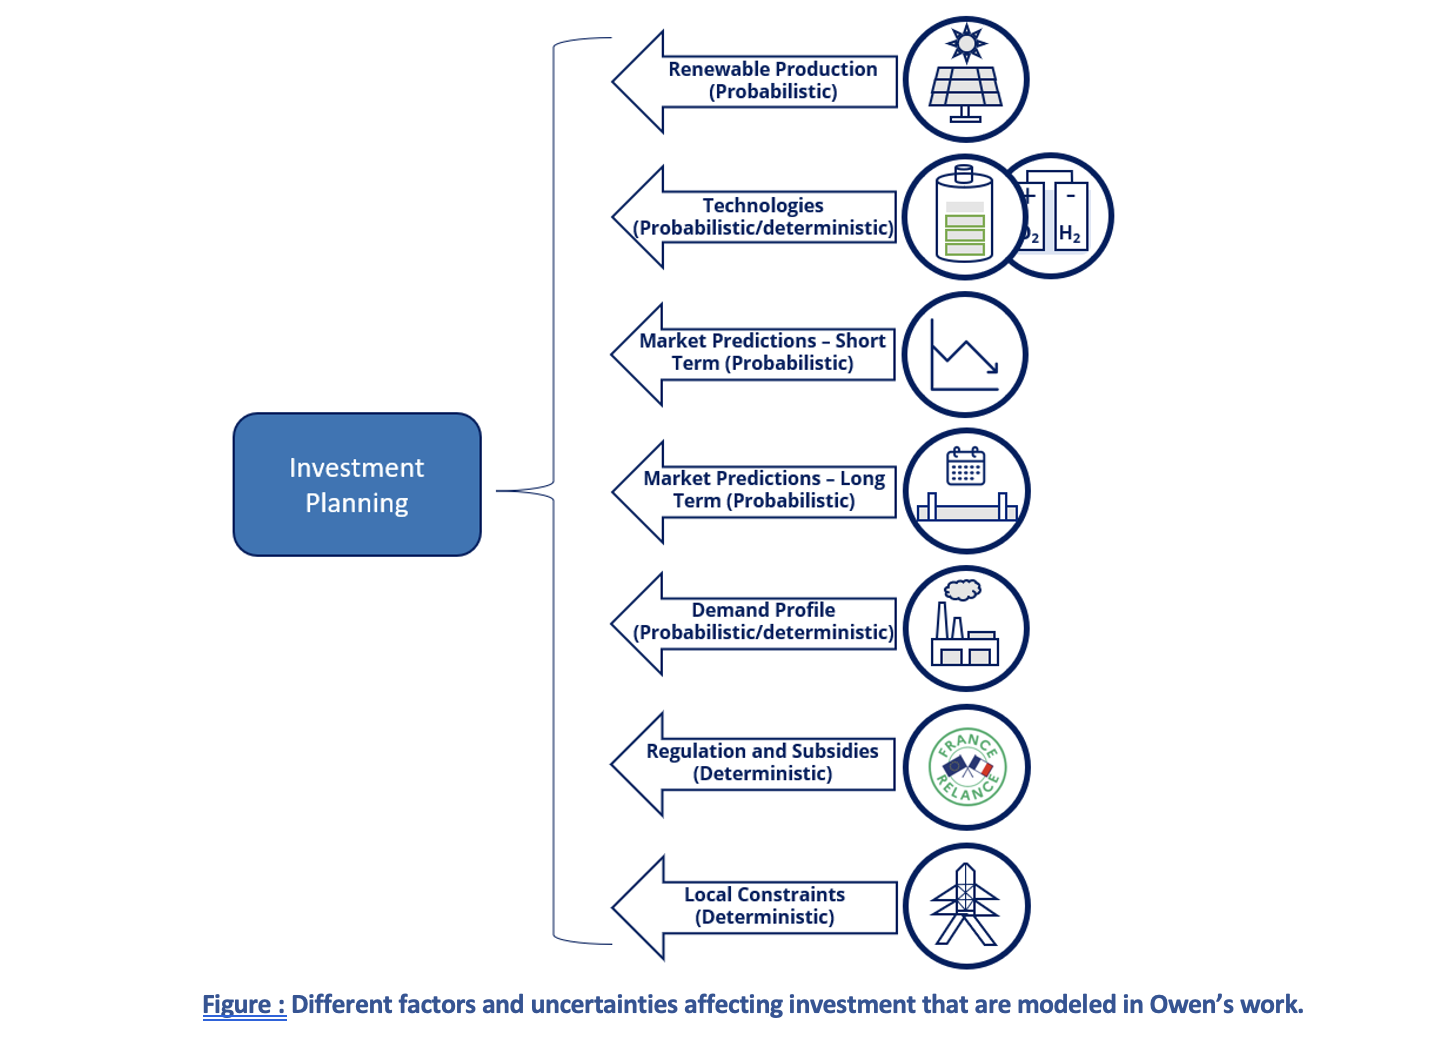 Renewable Production
(Probabilistic)
Technologies
(Probabilistic/deterministic)
+
-
O2
H2
Market Predictions – Short
Term (Probabilistic)
Market Predictions – Long
Term (Probabilistic)
Investment
Planning
Demand Profile
(Probabilistic/deterministic)
Regulation and Subsidies
(Deterministic)
FRANCE
RELANCE
Local Constraints
(Deterministic)
Figure : Different factors and uncertainties affecting investment that are modeled in Owen’s work.